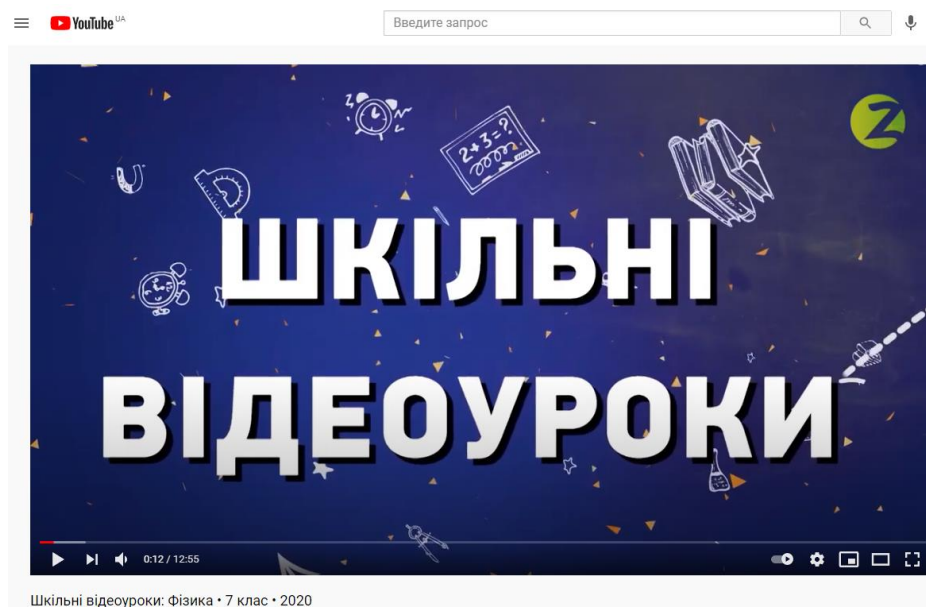 YouTube UA
Введите запрос
Z
2+3=?
ШКІЛЬНІ
ВІДЕОУРОКИ
0:12 / 12:55
Шкільні відеоуроки: Фізика • 7 клас • 2020